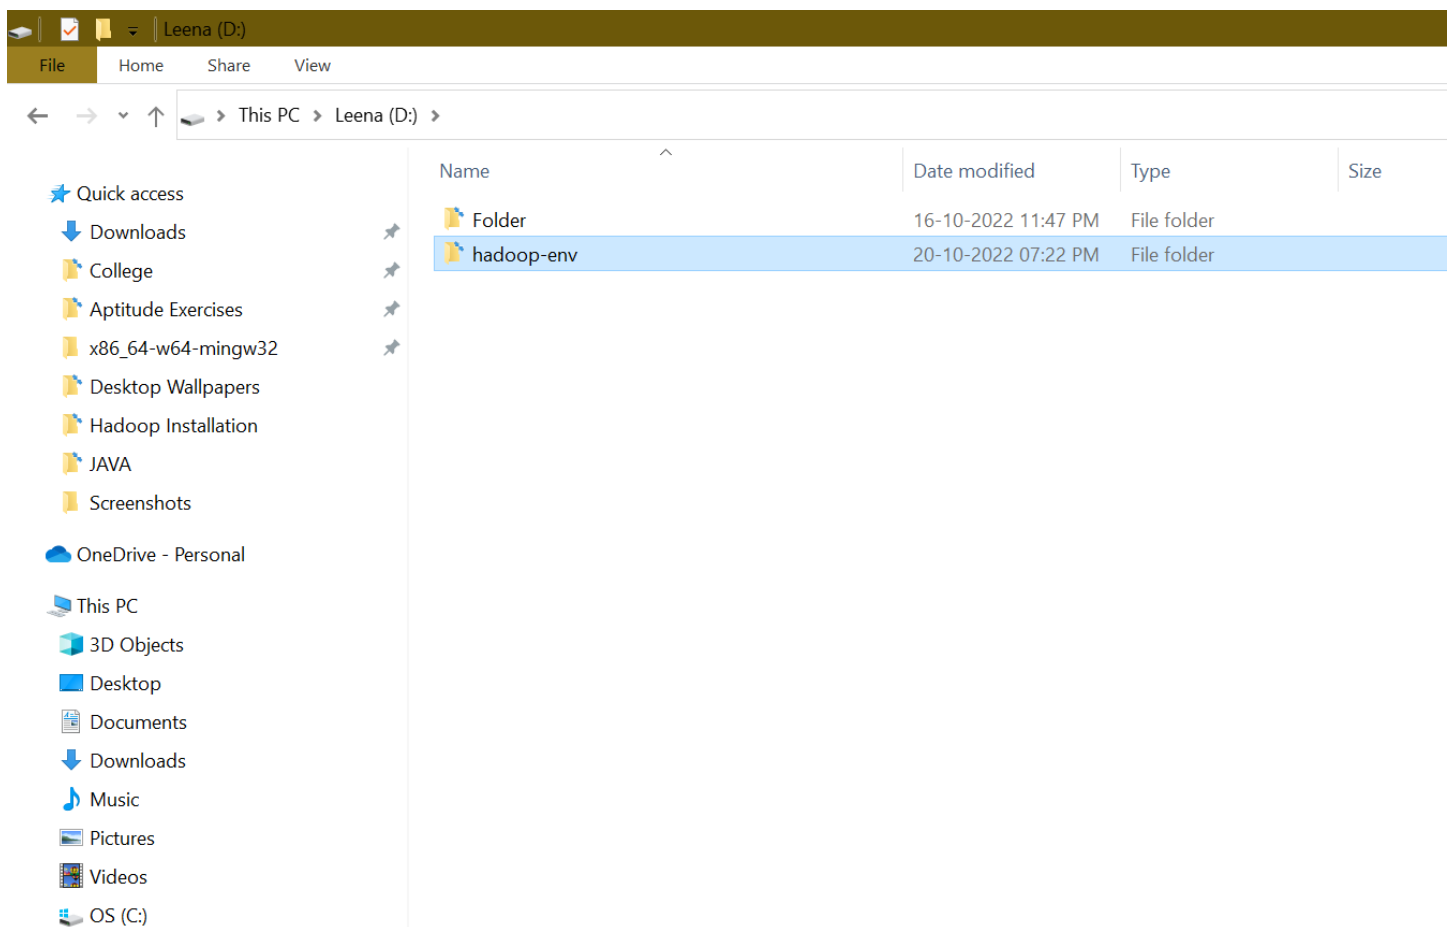 Leena (D:)
File Home Share View
This PC Leena (D:)
Name Date modified Type Size
Quick access
Downloads
College
Aptitude Exercises
x86_64-w64-mingw32
Desktop Wallpapers
Hadoop Installation
JAVA
Screenshots
OneDrive - Personal
This PC
3D Objects
Desktop
Documents
Downloads
Music
Pictures
Videos
OS (C:)
Folder 16-10-2022 11:47 PM File folder
hadoop-env 20-10-2022 07:22 PM File folder